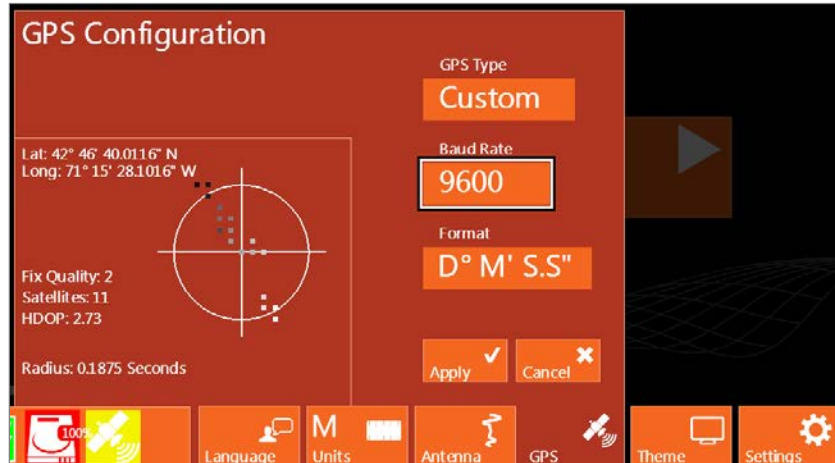 GPS Configuration
GPS Type
Custom
Lat: 42° 46' 40.0116" N
Long: 71° 15' 28.1016" W
Baud Rate
9600
Format
D° M' S.S"
Fix Quality: 2
Satellites: 11
HDOP: 2.73
Radius: 0.1875 Seconds
Apply
Cancel
100%
Language
M
Units
Antenna
GPS
Theme
Settings